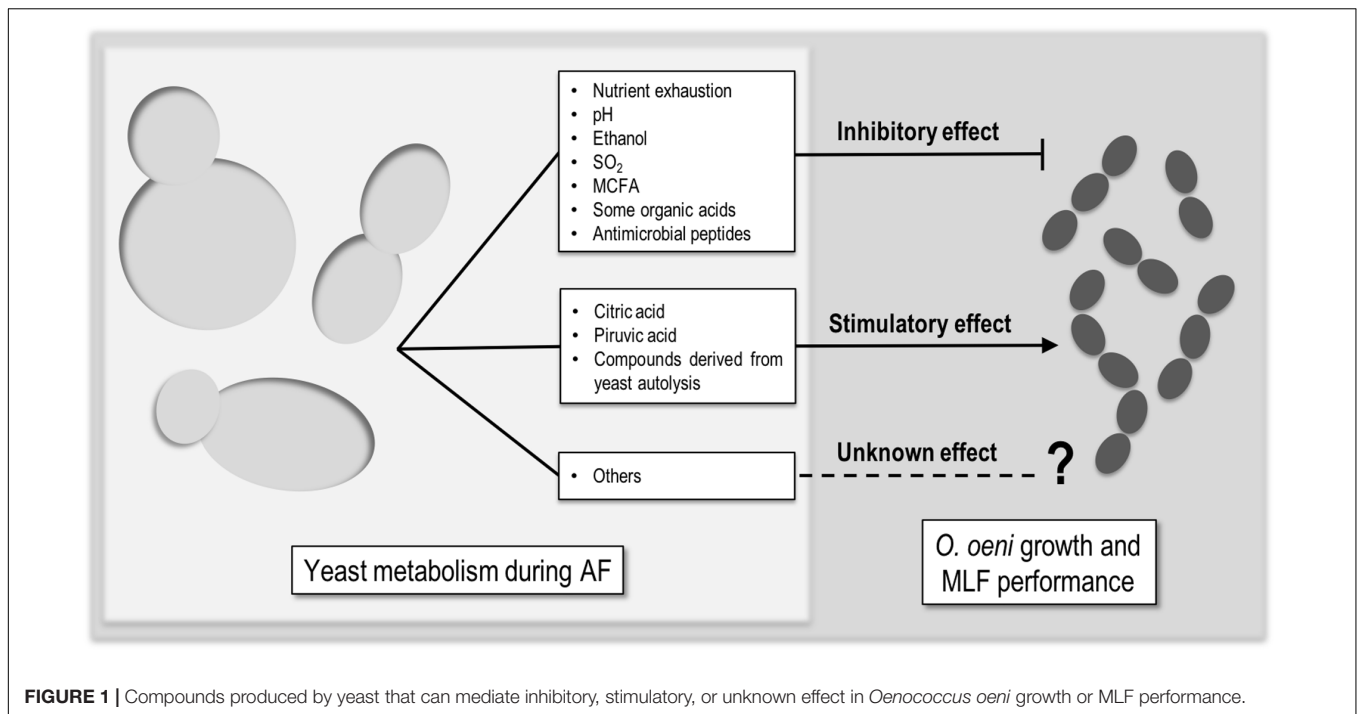 • Nutrient exhaustion
• pH
• Ethanol
• SO₂
• MCFA
• Some organic acids
• Antimicrobial peptides
Inhibitory effect
• Citric acid
• Piruvic acid
• Compounds derived from
yeast autolysis
Stimulatory effect
• Others
Unknown effect
?
Yeast metabolism during AF
O. oeni growth and
MLF performance
FIGURE 1 | Compounds produced by yeast that can mediate inhibitory, stimulatory, or unknown effect in Oenococcus oeni growth or MLF performance.